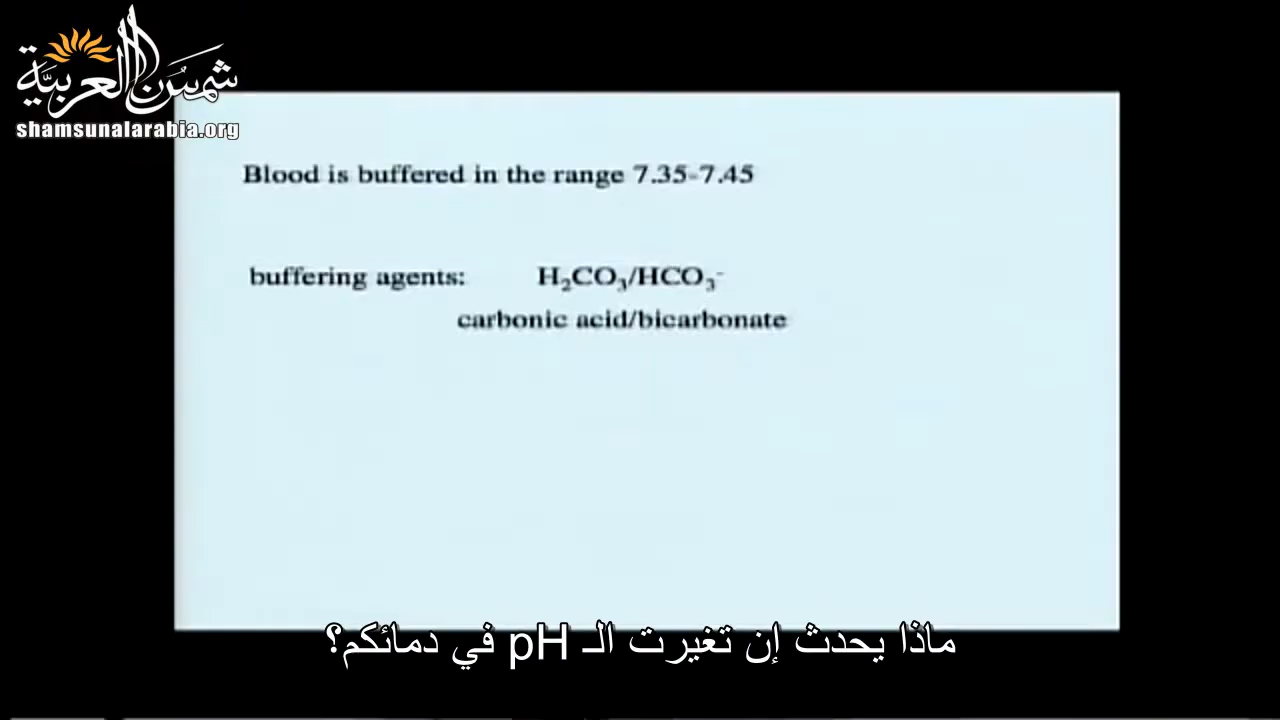 شمس العربية
shamsunalarabia.org
Blood is buffered in the range 7.35-7.45
buffering agents: H₂CO₃/HCO₃⁻
carbonic acid/bicarbonate
ماذا يحدث إن تغيرت الـ pH في دمائكم؟